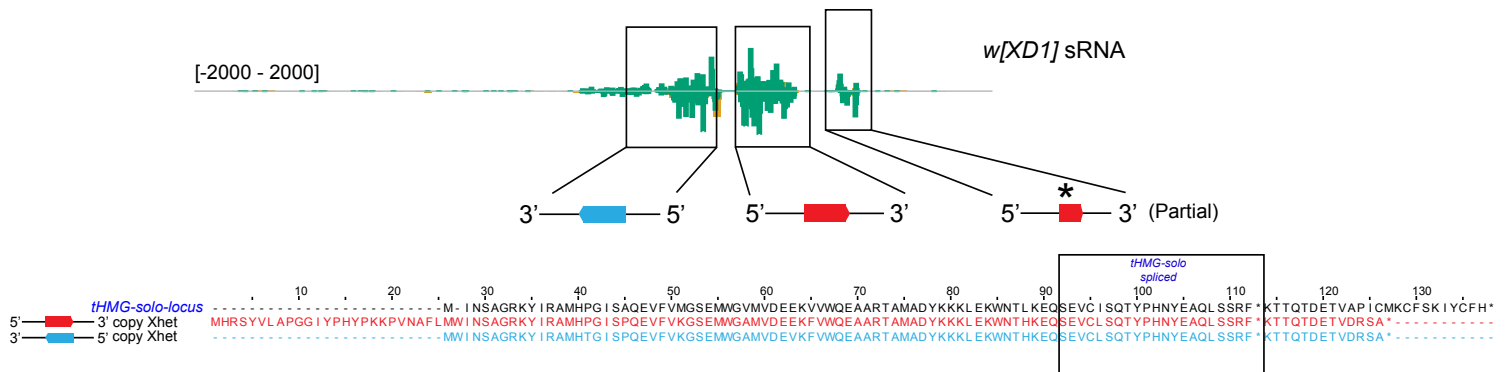 w[XD1] sRNA
[-2000 - 2000]
*
3’ 5’ 5’ 3’ 5’ 3’ (Partial)
tHMG-solo
spliced
10 20 30 40 50 60 70 80 90 100 110 120 130
tHMG-solo-locus --------------------------M-INSAGRKYIRAMHPGISAQEVFVMGSEMWGVMVDEEKVVWQEAARTAMADYKKKLEKWNTLKEQSEVCISQTYPHNYEAQLSSRF*KTTQTDETVAPICMKCFSKIYCFH*
5’ 3’ copy Xhet MHRSYVLAPGGIYPHYPKKPVNAFLMWINSAGRKYIRAMHPGISPQEVFVKGSEMWGAMVDEEKFVWQEAARTAMADYKKKLEKWNTHKEQSEVCLSQTYPHNYEAQLSSRF*KTTQTDETVDRSA*-----------
3’ 5’ copy Xhet -------------------------MWINSAGRKYIRAMHTGISPQEVFVKGSEMWGAMVDEVKFVWQEAARTAMADYKKKLEKWNTHKEQSEVCLSQTYPHNYEAQLSSRF*KTTQTDETVDRSA*-----------